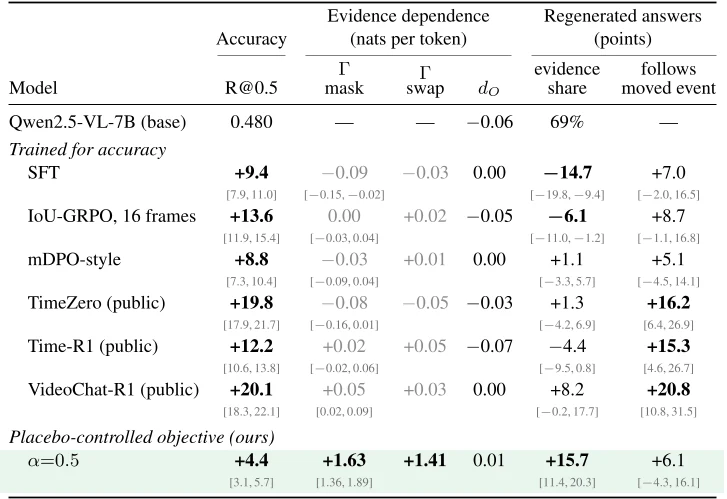 Evidence dependence Regenerated answers
Accuracy (nats per token) (points)
Γ Γ evidence follows
Model R@0.5 mask swap d_O share moved event
Qwen2.5-VL-7B (base) 0.480 — — −0.06 69% —
Trained for accuracy
SFT +9.4 −0.09 −0.03 0.00 −14.7 +7.0
[7.9, 11.0] [−0.15, −0.02] [−19.8, −9.4] [−2.0, 16.5]
IoU-GRPO, 16 frames +13.6 0.00 +0.02 −0.05 −6.1 +8.7
[11.9, 15.4] [−0.03, 0.04] [−11.0, −1.2] [−1.1, 16.8]
mDPO-style +8.8 −0.03 +0.01 0.00 +1.1 +5.1
[7.3, 10.4] [−0.09, 0.04] [−3.3, 5.7] [−4.5, 14.1]
TimeZero (public) +19.8 −0.08 −0.05 −0.03 +1.3 +16.2
[17.9, 21.7] [−0.16, 0.01] [−4.2, 6.9] [6.4, 26.9]
Time-R1 (public) +12.2 +0.02 +0.05 −0.07 −4.4 +15.3
[10.6, 13.8] [−0.02, 0.06] [−9.5, 0.8] [4.6, 26.7]
VideoChat-R1 (public) +20.1 +0.05 +0.03 0.00 +8.2 +20.8
[18.3, 22.1] [0.02, 0.09] [−0.2, 17.7] [10.8, 31.5]
Placebo-controlled objective (ours)
α=0.5 +4.4 +1.63 +1.41 0.01 +15.7 +6.1
[3.1, 5.7] [1.36, 1.89] [11.4, 20.3] [−4.3, 16.1]